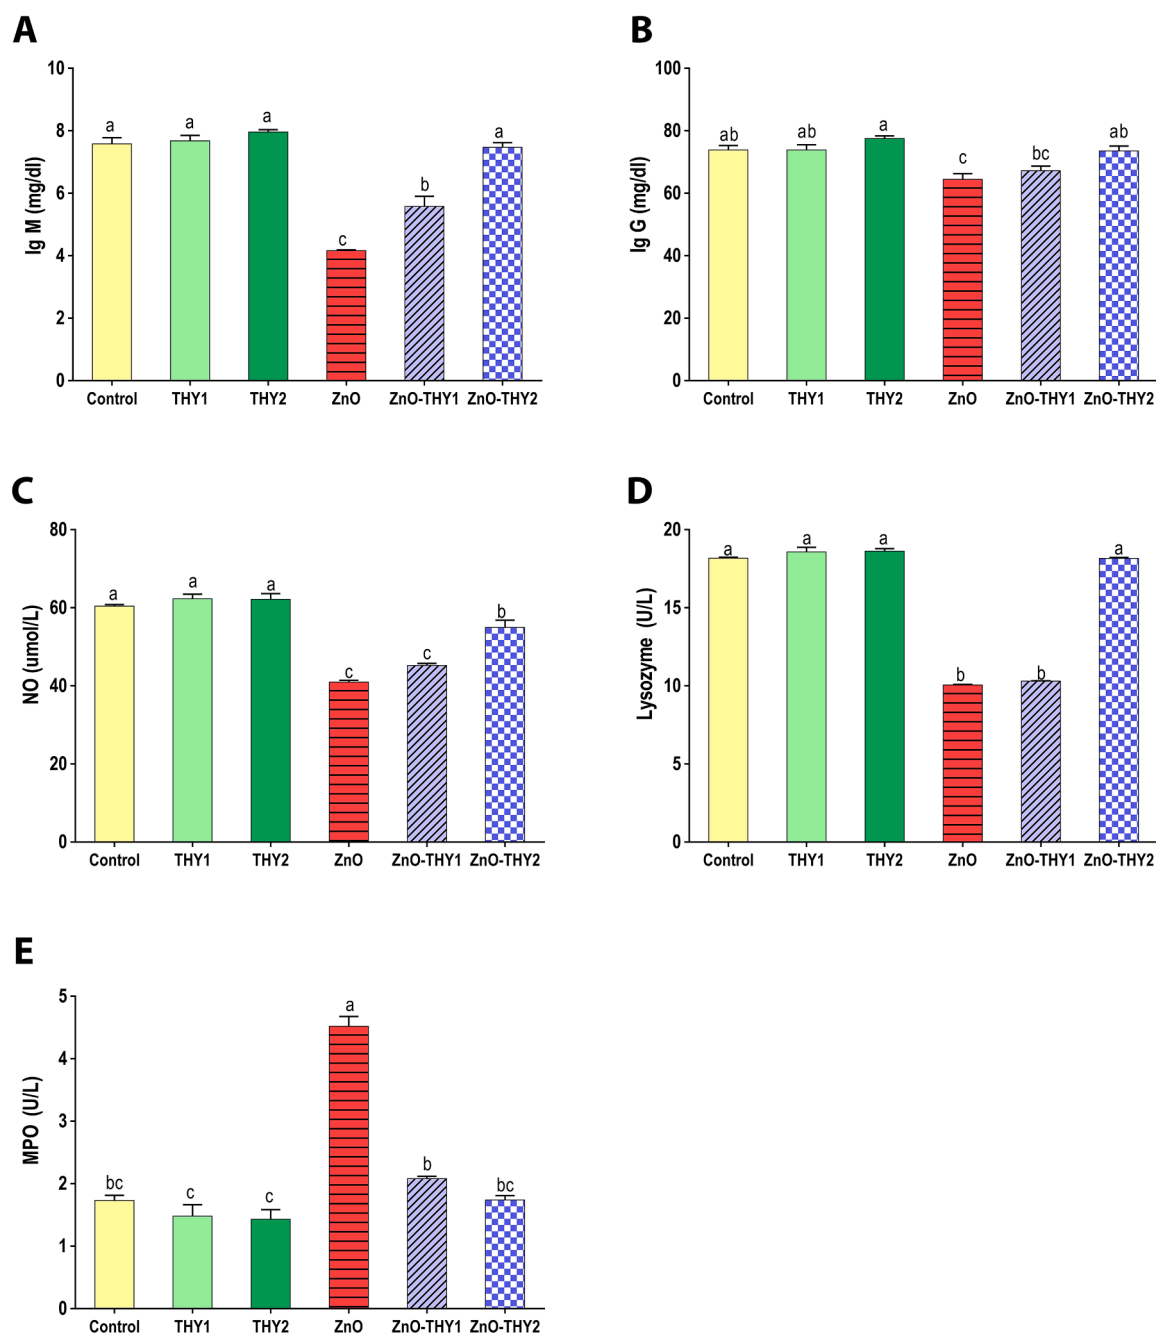 A
Ig M (mg/dl)
10
8
6
4
2
0
a
a
a
c
b
a
Control THY1 THY2 ZnO ZnO-THY1 ZnO-THY2
B
Ig G (mg/dl)
100
80
60
40
20
0
ab
ab
a
c
bc
ab
Control THY1 THY2 ZnO ZnO-THY1 ZnO-THY2
C
NO (umol/L)
80
60
40
20
0
a
a
a
c
c
b
Control THY1 THY2 ZnO ZnO-THY1 ZnO-THY2
D
Lysozyme (U/L)
20
15
10
5
0
a
a
a
b
b
a
Control THY1 THY2 ZnO ZnO-THY1 ZnO-THY2
E
MPO (U/L)
5
4
3
2
1
0
bc
c
c
a
b
bc
Control THY1 THY2 ZnO ZnO-THY1 ZnO-THY2